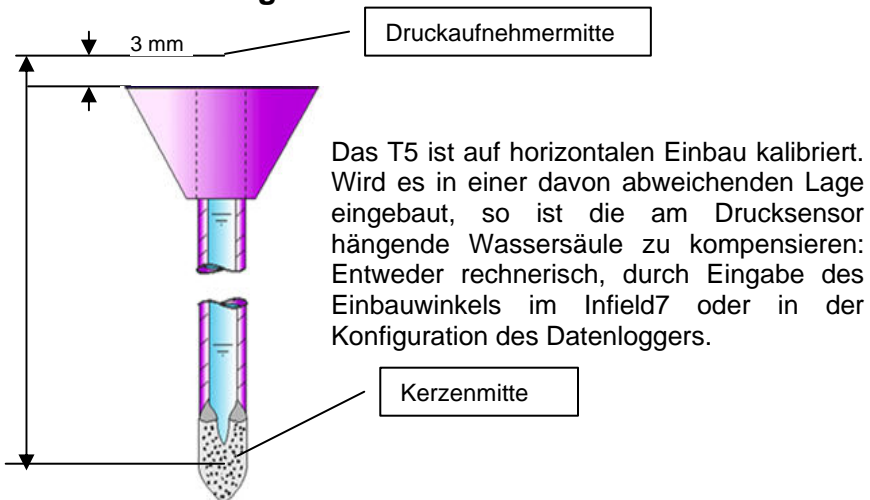 3 mm
Druckaufnehmermitte
Das T5 ist auf horizontalen Einbau kalibriert.
Wird es in einer davon abweichenden Lage
eingebaut, so ist die am Drucksensor
hängende Wassersäule zu kompensieren:
Entweder rechnerisch, durch Eingabe des
Einbauwinkels im Infield7 oder in der
Konfiguration des Datenloggers.
Kerzenmitte